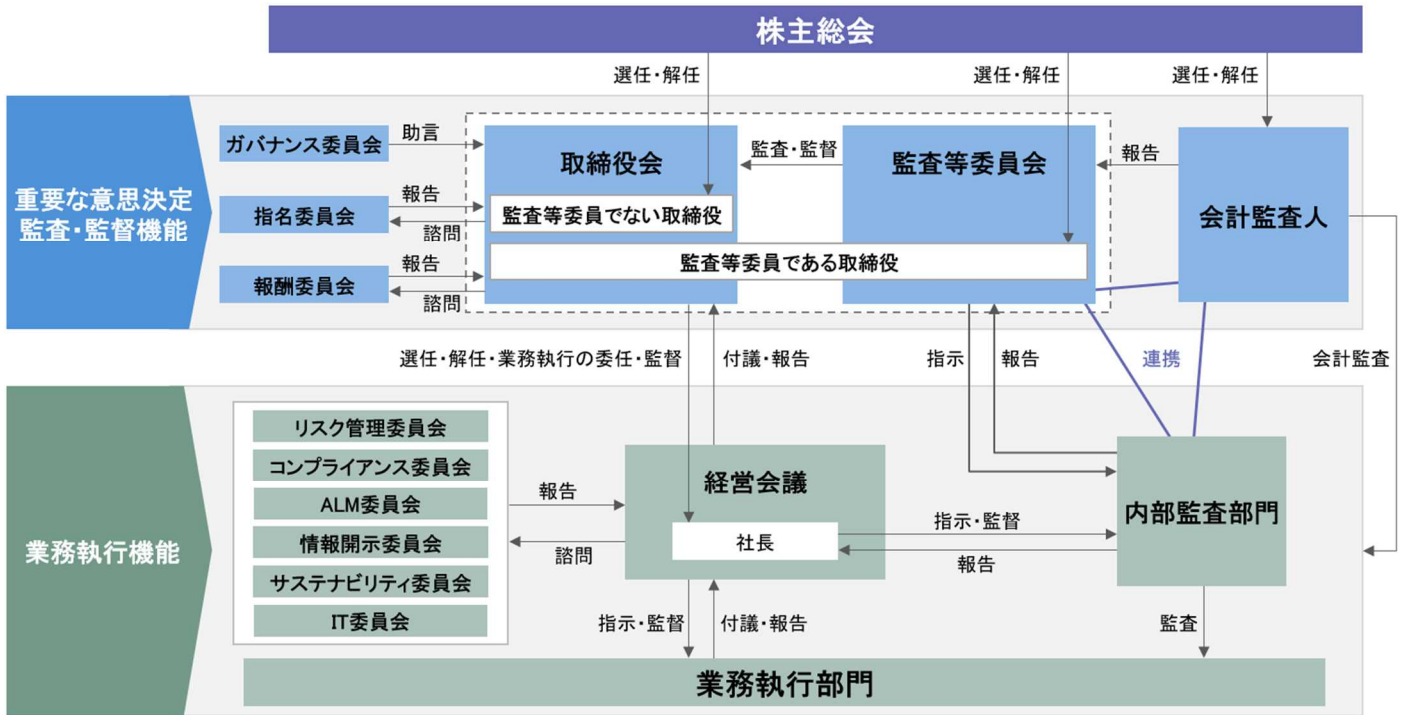 株主総会
選任・解任
選任・解任
選任・解任
重要な意思決定
監査・監督機能
ガバナンス委員会
助言
指名委員会
報告
諮問
報酬委員会
報告
諮問
取締役会
監査・監督
監査等委員会
報告
会計監査人
監査等委員でない取締役
監査等委員である取締役
選任・解任・業務執行の委任・監督
付議・報告
指示
報告
連携
会計監査
業務執行機能
リスク管理委員会
コンプライアンス委員会
ALM委員会
情報開示委員会
サステナビリティ委員会
IT委員会
報告
諮問
経営会議
社長
指示・監督
報告
内部監査部門
指示・監督
付議・報告
監査
業務執行部門